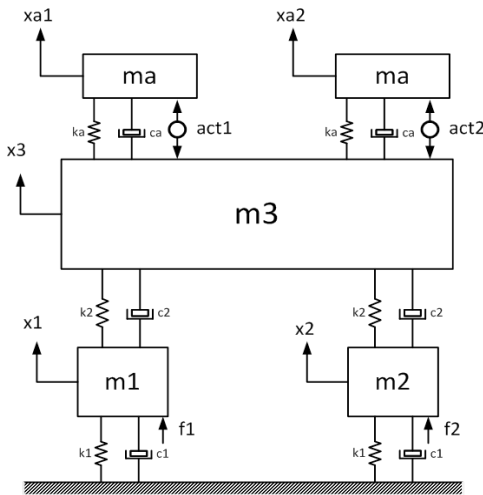 xa1 xa2
ma ma
ka ca act1 ka ca act2
x3
m3
k2 c2 k2 c2
x1 x2
m1 m2
f1 f2
k1 c1 k1 c1